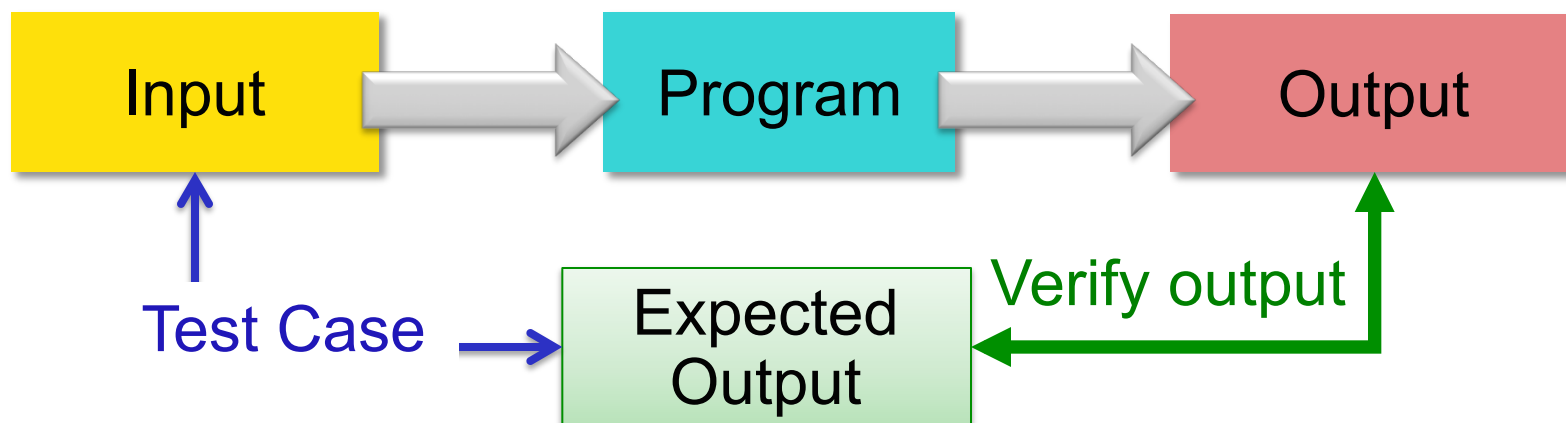 Input
Program
Output
Test Case
Expected
Output
Verify output